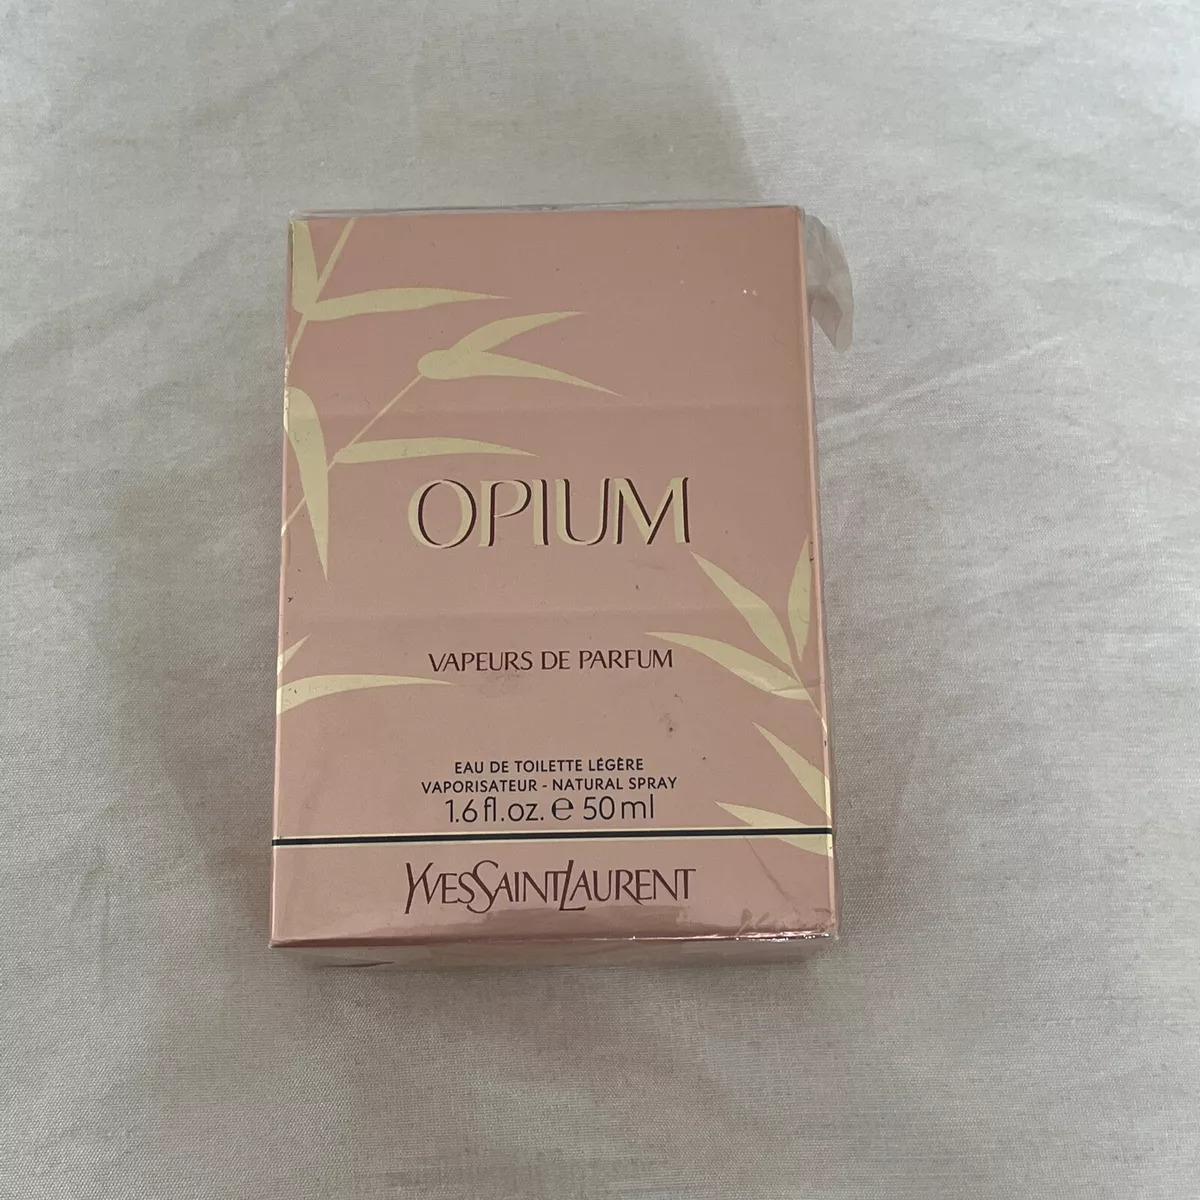 OPIUM
VAPEURS DE PARFUM
EAU DE TOILETTE LÉGÈRE
VAPORISATEUR - NATURAL SPRAY
1.6 fl.oz. ℮ 50 ml
YVESSAINTLAURENT